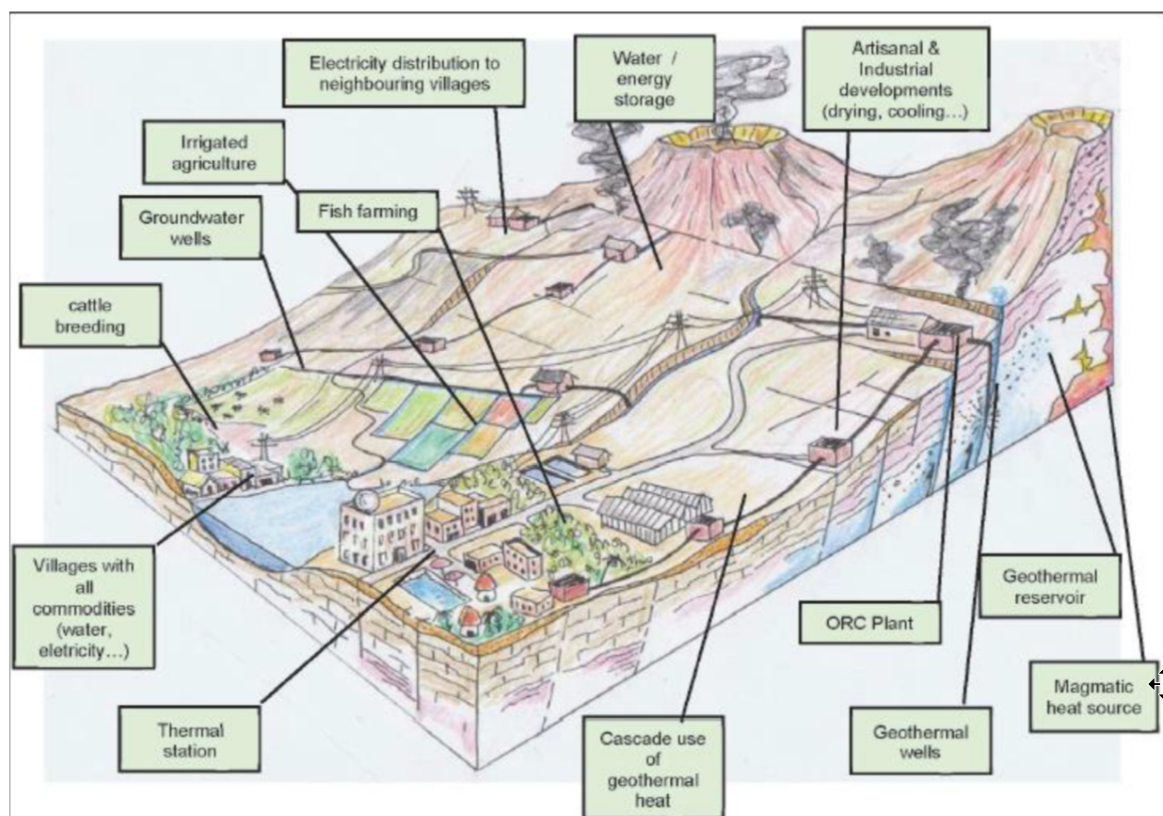 Electricity distribution to
neighbouring villages
Water /
energy
storage
Artisanal &
Industrial
developments
(drying, cooling...)
Irrigated
agriculture
Groundwater
wells
Fish farming
cattle
breeding
Villages with
all
commodities
(water,
eletricity...)
Geothermal
reservoir
ORC Plant
Magmatic
heat source
Thermal
station
Cascade use
of
geothermal
heat
Geothermal
wells